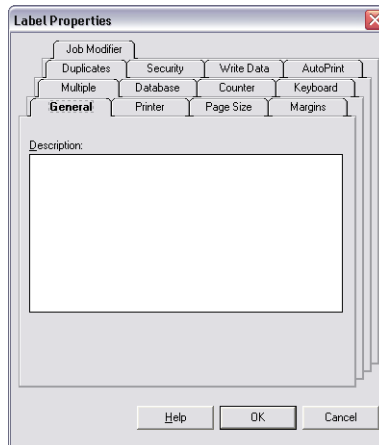 Label Properties
Job Modifier
Duplicates Security Write Data AutoPrint
Multiple Database Counter Keyboard
General Printer Page Size Margins
Description:
Help OK Cancel